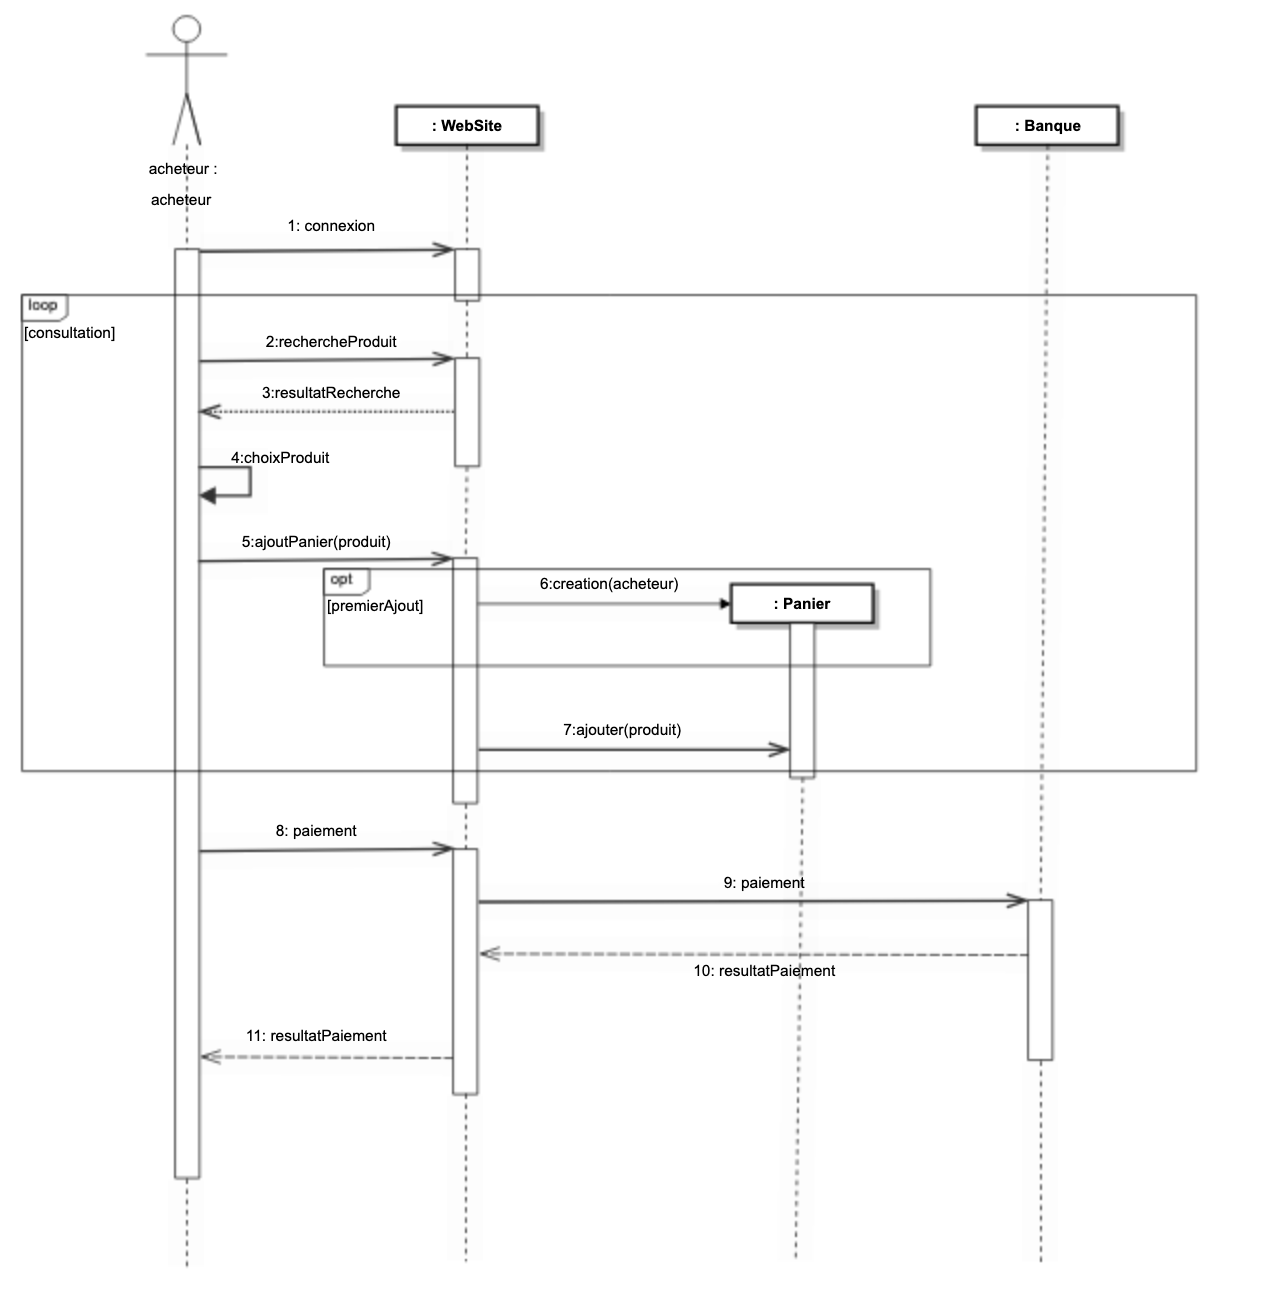 : WebSite
: Banque
acheteur :
acheteur
1: connexion
loop
[consultation]
2:rechercheProduit
3:resultatRecherche
4:choixProduit
5:ajoutPanier(produit)
opt
[premierAjout]
6:creation(acheteur)
: Panier
7:ajouter(produit)
8: paiement
9: paiement
10: resultatPaiement
11: resultatPaiement